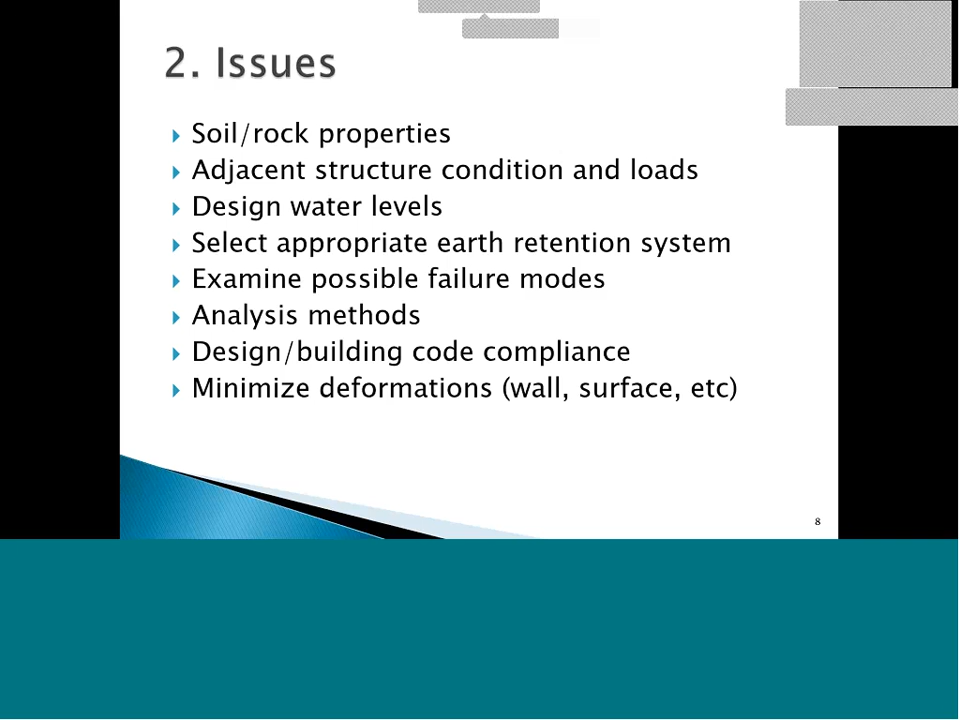 2. Issues
Soil/rock properties
Adjacent structure condition and loads
Design water levels
Select appropriate earth retention system
Examine possible failure modes
Analysis methods
Design/building code compliance
Minimize deformations (wall, surface, etc)
8